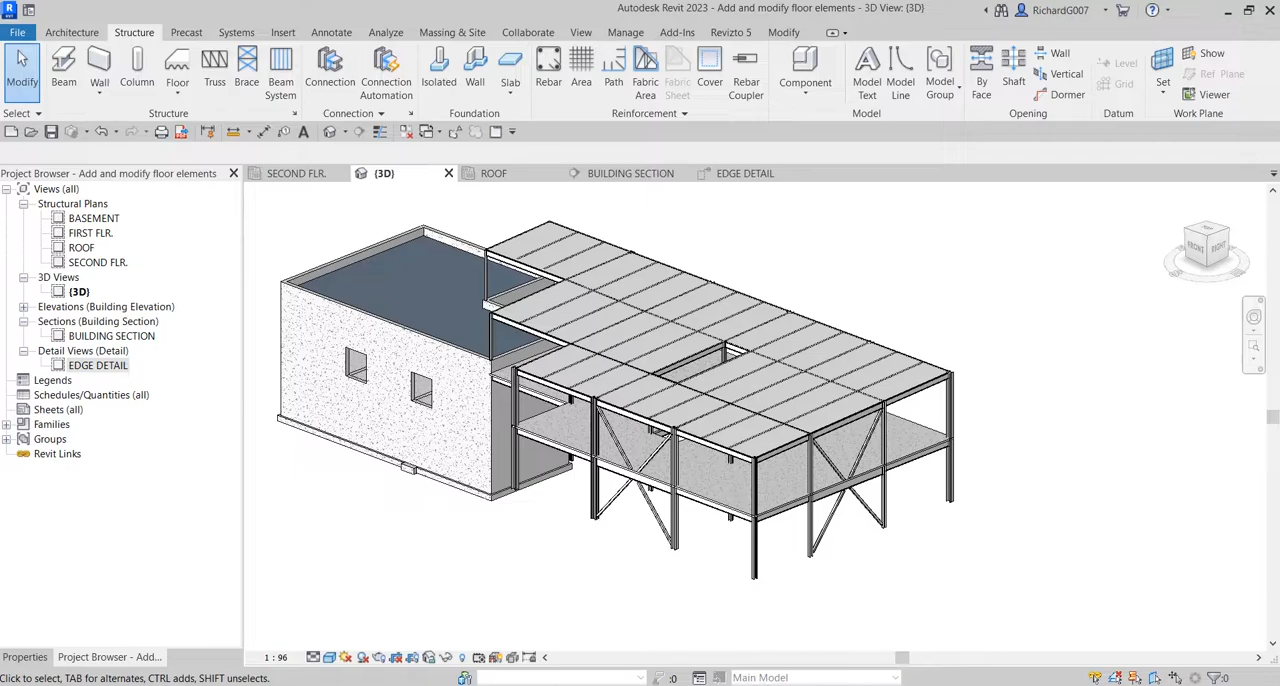 Autodesk Revit 2023 - Add and modify floor elements - 3D View: {3D}
RichardG007
File Architecture Structure Precast Systems Insert Annotate Analyze Massing & Site Collaborate View Manage Add-Ins Revizto 5 Modify
Modify Beam Wall Column Floor Truss Brace Beam System Connection Connection Automation Isolated Wall Slab Rebar Area Path Fabric Area Fabric Sheet Cover Rebar Coupler Component Model Text Model Line Model Group By Face Shaft Wall Vertical Dormer Level Grid Set Show Ref Plane Viewer
Select Structure Connection Foundation Reinforcement Model Opening Datum Work Plane
Project Browser - Add and modify floor elements
SECOND FLR. {3D} ROOF BUILDING SECTION EDGE DETAIL
Views (all)
Structural Plans
BASEMENT
FIRST FLR.
ROOF
SECOND FLR.
3D Views
{3D}
Elevations (Building Elevation)
Sections (Building Section)
BUILDING SECTION
Detail Views (Detail)
EDGE DETAIL
Legends
Schedules/Quantities (all)
Sheets (all)
Families
Groups
Revit Links
FRONT RIGHT
Properties Project Browser - Add...
1 : 96
Click to select, TAB for alternates, CTRL adds, SHIFT unselects.
:0
Main Model
:0